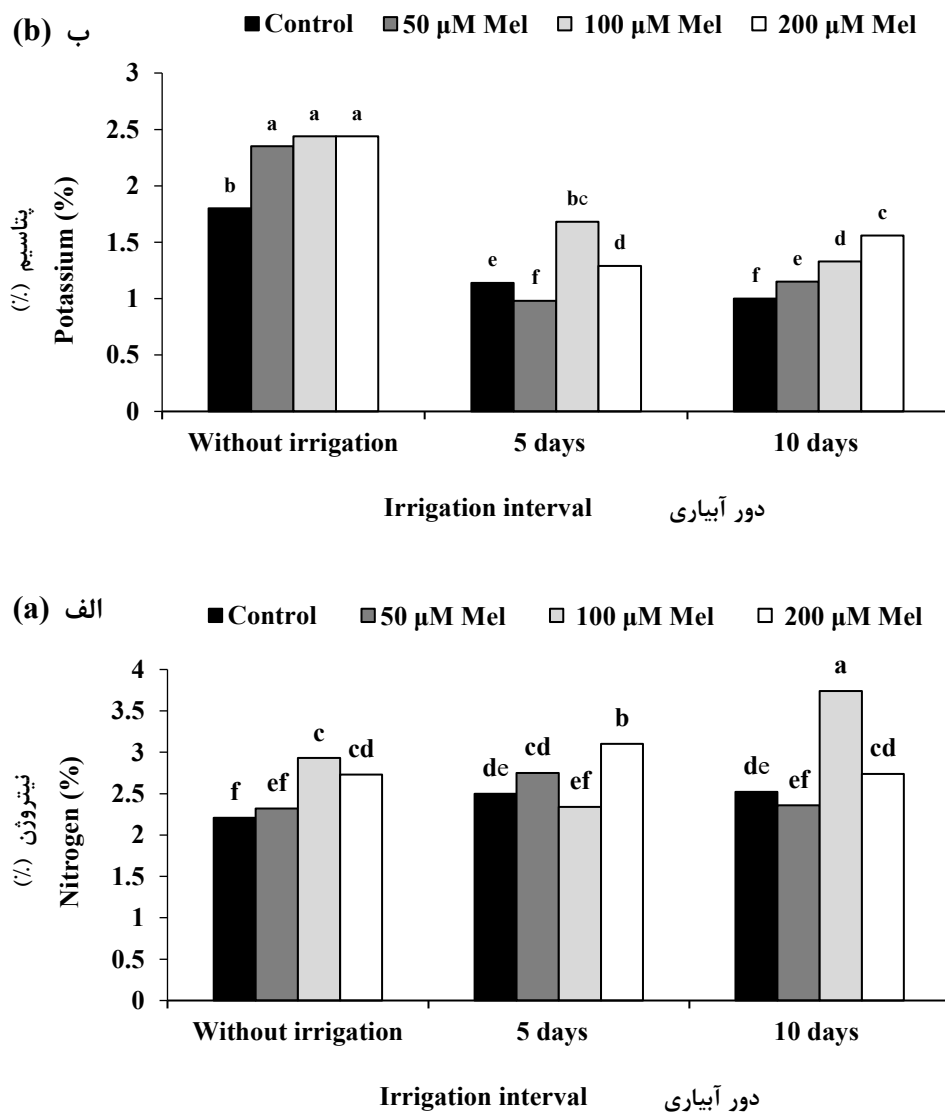 (b) ب
Control 50 µM Mel 100 µM Mel 200 µM Mel
3
2.5
2
1.5
1
0.5
0
پتاسیم (٪)
Potassium (%)
b a a a
e f bc d
f e d c
Without irrigation 5 days 10 days
Irrigation interval دور آبیاری
(a) الف
Control 50 µM Mel 100 µM Mel 200 µM Mel
4
3.5
3
2.5
2
1.5
1
0.5
0
نیتروژن (٪)
Nitrogen (%)
f ef c cd
de cd ef b
de ef a cd
Without irrigation 5 days 10 days
Irrigation interval دور آبیاری